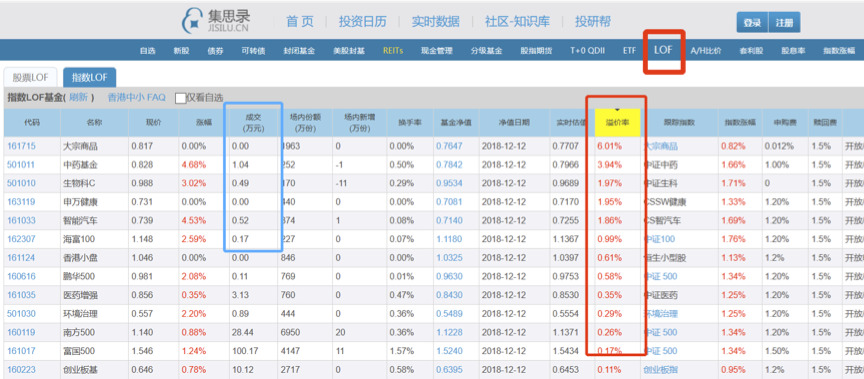 集思录
JISILU.CN
首 页 投资日历 实时数据 社区-知识库 投研帮
登录 注册
自选 新股 债券 可转债 封闭基金 美股封基 REITs 现金管理 分级基金 股指期货 T+0 QDII ETF LOF A/H比价 套利股 股息率 指数涨幅
股票LOF 指数LOF
指数LOF基金( 刷新 ) 香港中小 FAQ 仅看自选
代码 名称 现价 涨幅 成交(万元) 场内份额(万份) 场内新增(万份) 换手率 基金净值 净值日期 实时估值 溢价率 跟踪指数 指数涨幅 申购费 赎回费
161715 大宗商品 0.817 0.00% 0.00 1963 0 0.00% 0.7647 2018-12-12 0.7707 6.01% 大宗商品 0.82% 0.012% 1.5% 开放
501011 中药基金 0.828 4.68% 1.04 252 -1 0.50% 0.7842 2018-12-12 0.7966 3.94% 中证中药 1.66% 1.00% 1.5% 开放
501010 生物科C 0.988 3.02% 0.49 170 -11 0.29% 0.9534 2018-12-12 0.9689 1.97% 中证生科 1.71% 0 1.5% 开放
163119 申万健康 0.731 0.00% 0.00 440 0 0.00% 0.7081 2018-12-12 0.7170 1.95% CSSW健康 1.33% 1.20% 1.5% 开放
161033 智能汽车 0.739 4.53% 0.52 874 1 0.08% 0.7140 2018-12-12 0.7255 1.86% CS智汽车 1.69% 1.20% 1.5% 开放
162307 海富100 1.148 2.59% 0.17 227 0 0.07% 1.1180 2018-12-12 1.1367 0.99% 中证100 1.76% 1.20% 1.5% 开放
161124 香港小盘 1.046 0.00% 0.00 846 0 0.00% 1.0325 2018-12-12 1.0397 0.61% 恒生小型股 1.13% 1.2% 1.5% 开放
160616 鹏华500 0.981 2.08% 0.11 769 0 0.01% 0.9630 2018-12-12 0.9753 0.58% 中证 500 1.34% 1.20% 1.5% 开放
161035 医药增强 0.856 0.35% 3.13 760 0 0.47% 0.8430 2018-12-12 0.8530 0.35% 中证医药 1.25% 1.20% 1.5% 开放
501030 环境治理 0.557 2.20% 0.89 444 0 0.36% 0.5489 2018-12-12 0.5554 0.29% 环境治理 1.25% 1.20% 1.5% 开放
160119 南方500 1.140 0.88% 28.44 6950 20 0.36% 1.1228 2018-12-12 1.1371 0.26% 中证 500 1.34% 1.20% 1.5% 开放
161017 富国500 1.546 1.24% 100.17 4147 11 1.57% 1.5240 2018-12-12 1.5434 0.17% 中证 500 1.34% 1.50% 1.5% 开放
160223 创业板基 0.646 0.78% 10.12 2717 0 0.58% 0.6395 2018-12-12 0.6453 0.11% 创业板指 0.95% 1.2% 1.5% 开放